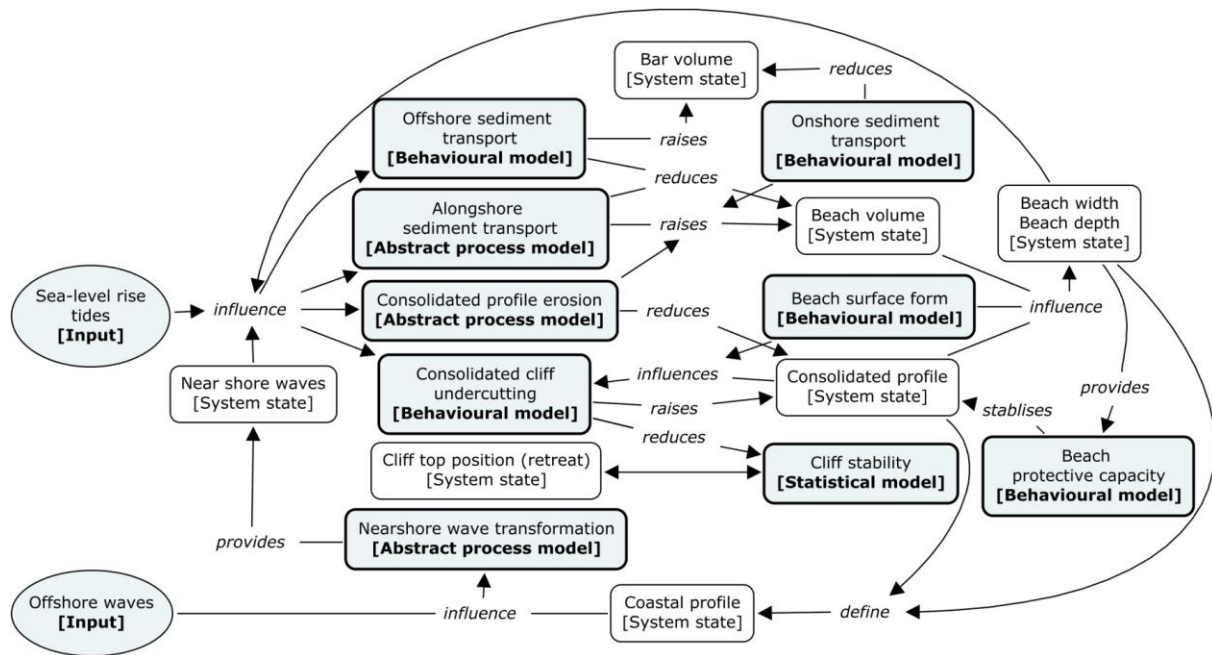 Bar volume
[System state]
reduces
Offshore sediment
transport
[Behavioural model]
raises
Onshore sediment
transport
[Behavioural model]
reduces
Alongshore
sediment transport
[Abstract process model]
raises
Beach volume
[System state]
Beach width
Beach depth
[System state]
Sea-level rise
tides
[Input]
influence
Consolidated profile erosion
[Abstract process model]
reduces
Beach surface form
[Behavioural model]
influence
Near shore waves
[System state]
Consolidated cliff
undercutting
[Behavioural model]
influences
raises
reduces
Consolidated profile
[System state]
provides
stablises
Cliff top position (retreat)
[System state]
Cliff stability
[Statistical model]
Beach
protective capacity
[Behavioural model]
provides
Nearshore wave transformation
[Abstract process model]
Offshore waves
[Input]
influence
Coastal profile
[System state]
define